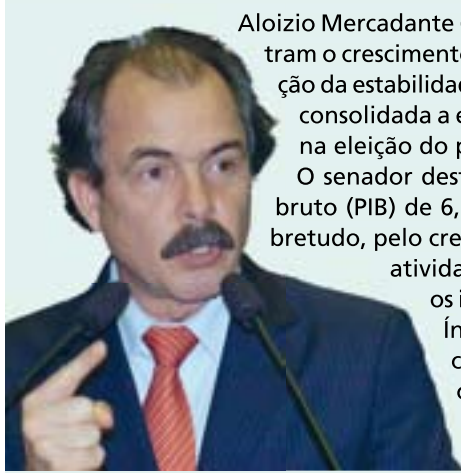 Aloizio Mercadante
tram o crescimento
ção da estabilidad
consolidada a e
na eleição do p
O senador dest
bruto (PIB) de 6,
bretudo, pelo cre
ativida
os i
Ín